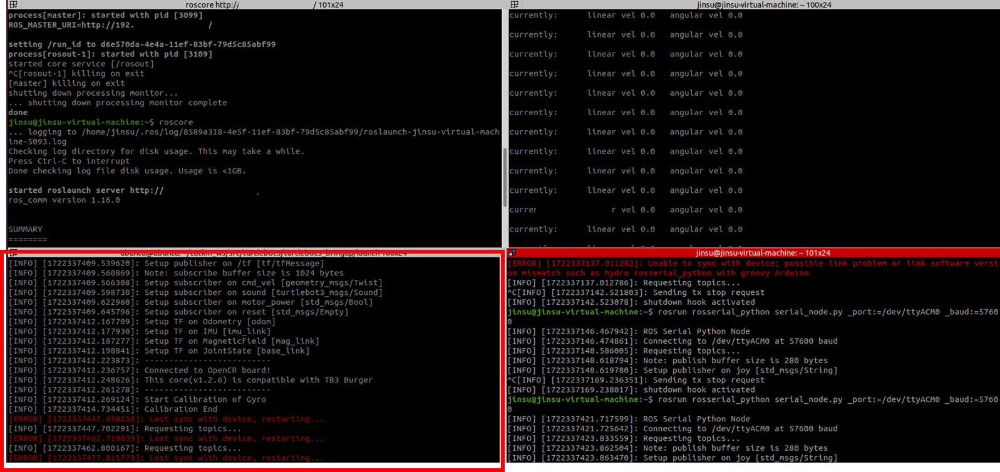 roscore http:// / 101x24
process[master]: started with pid [3099]
ROS_MASTER_URI=http://192. /
setting /run_id to d6e570da-4e4a-11ef-83bf-79d5c85abf99
process[rosout-1]: started with pid [3109]
started core service [/rosout]
^C[rosout-1] killing on exit
[master] killing on exit
shutting down processing monitor...
... shutting down processing monitor complete
done
jinsu@jinsu-virtual-machine:~$ roscore
... logging to /home/jinsu/.ros/log/8589a318-4e5f-11ef-83bf-79d5c85abf99/roslaunch-jinsu-virtual-mach
ine-5093.log
Checking log directory for disk usage. This may take a while.
Press Ctrl-C to interrupt
Done checking log file disk usage. Usage is <1GB.
started roslaunch server http://
ros_comm version 1.16.0
SUMMARY
========
jinsu@jinsu-virtual-machine: ~ 100x24
currently: linear vel 0.0 angular vel 0.0
currently: linear vel 0.0 angular vel 0.0
currently: linear vel 0.0 angular vel 0.0
currently: linear vel 0.0 angular vel 0.0
currently: linear vel 0.0 angular vel 0.0
currently: linear vel 0.0 angular vel 0.0
currently: linear vel 0.0 angular vel 0.0
currently: linear vel 0.0 angular vel 0.0
currently: linear vel 0.0 angular vel 0.0
currently: linear vel 0.0 angular vel 0.0
currer r vel 0.0 angular vel 0.0
currently: linear vel 0.0 angular vel 0.0
[INFO] [1722337409.539620]: Setup publisher on /tf [tf/tfMessage]
[INFO] [1722337409.560869]: Note: subscribe buffer size is 1024 bytes
[INFO] [1722337409.566308]: Setup subscriber on cmd_vel [geometry_msgs/Twist]
[INFO] [1722337409.598730]: Setup subscriber on sound [turtlebot3_msgs/Sound]
[INFO] [1722337409.622960]: Setup subscriber on motor_power [std_msgs/Bool]
[INFO] [1722337409.645796]: Setup subscriber on reset [std_msgs/Empty]
[INFO] [1722337412.167709]: Setup TF on Odometry [odom]
[INFO] [1722337412.177930]: Setup TF on IMU [imu_link]
[INFO] [1722337412.187277]: Setup TF on MagneticField [mag_link]
[INFO] [1722337412.198841]: Setup TF on JointState [base_link]
[INFO] [1722337412.223873]: --------------------------
[INFO] [1722337412.236757]: Connected to OpenCR board!
[INFO] [1722337412.248626]: This core(v1.2.6) is compatible with TB3 Burger
[INFO] [1722337412.261278]: --------------------------
[INFO] [1722337412.269124]: Start Calibration of Gyro
[INFO] [1722337414.734451]: Calibration End
[ERROR] [1722337447.690218]: Lost sync with device, restarting...
[INFO] [1722337447.702291]: Requesting topics...
[ERROR] [1722337462.710839]: Lost sync with device, restarting...
[INFO] [1722337462.800167]: Requesting topics...
[ERROR] [1722337477.815779]: Lost sync with device, restarting...
jinsu@jinsu-virtual-machine: ~ 101x24
[ERROR] [1722337137.011282]: Unable to sync with device; possible link problem or link software versi
on mismatch such as hydro rosserial_python with groovy Arduino
[INFO] [1722337137.012786]: Requesting topics...
^C[INFO] [1722337142.521803]: Sending tx stop request
[INFO] [1722337142.523078]: shutdown hook activated
jinsu@jinsu-virtual-machine:~$ rosrun rosserial_python serial_node.py _port:=/dev/ttyACM0 _baud:=5760
0
[INFO] [1722337146.467942]: ROS Serial Python Node
[INFO] [1722337146.474861]: Connecting to /dev/ttyACM0 at 57600 baud
[INFO] [1722337148.586005]: Requesting topics...
[INFO] [1722337148.618794]: Note: publish buffer size is 280 bytes
[INFO] [1722337148.619780]: Setup publisher on joy [std_msgs/String]
^C[INFO] [1722337169.236351]: Sending tx stop request
[INFO] [1722337169.238017]: shutdown hook activated
jinsu@jinsu-virtual-machine:~$ rosrun rosserial_python serial_node.py _port:=/dev/ttyACM0 _baud:=5760
0
[INFO] [1722337421.717599]: ROS Serial Python Node
[INFO] [1722337421.725642]: Connecting to /dev/ttyACM0 at 57600 baud
[INFO] [1722337423.833559]: Requesting topics...
[INFO] [1722337423.862504]: Note: publish buffer size is 280 bytes
[INFO] [1722337423.863470]: Setup publisher on joy [std_msgs/String]